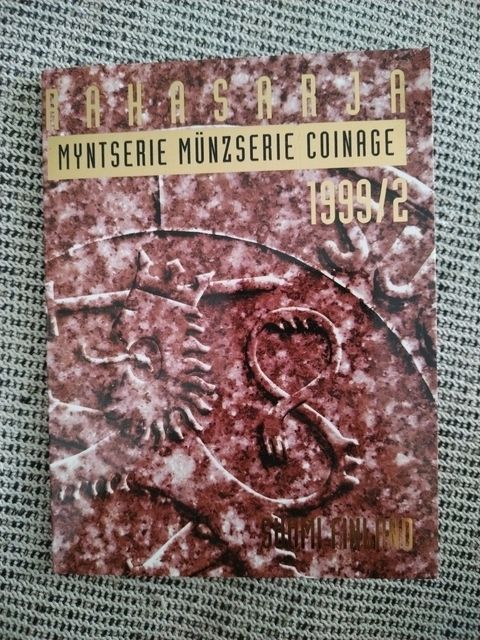 RAHASARJA
MYNTSERIE MÜNZSERIE COINAGE
1999/2
SUOMI FINLAND